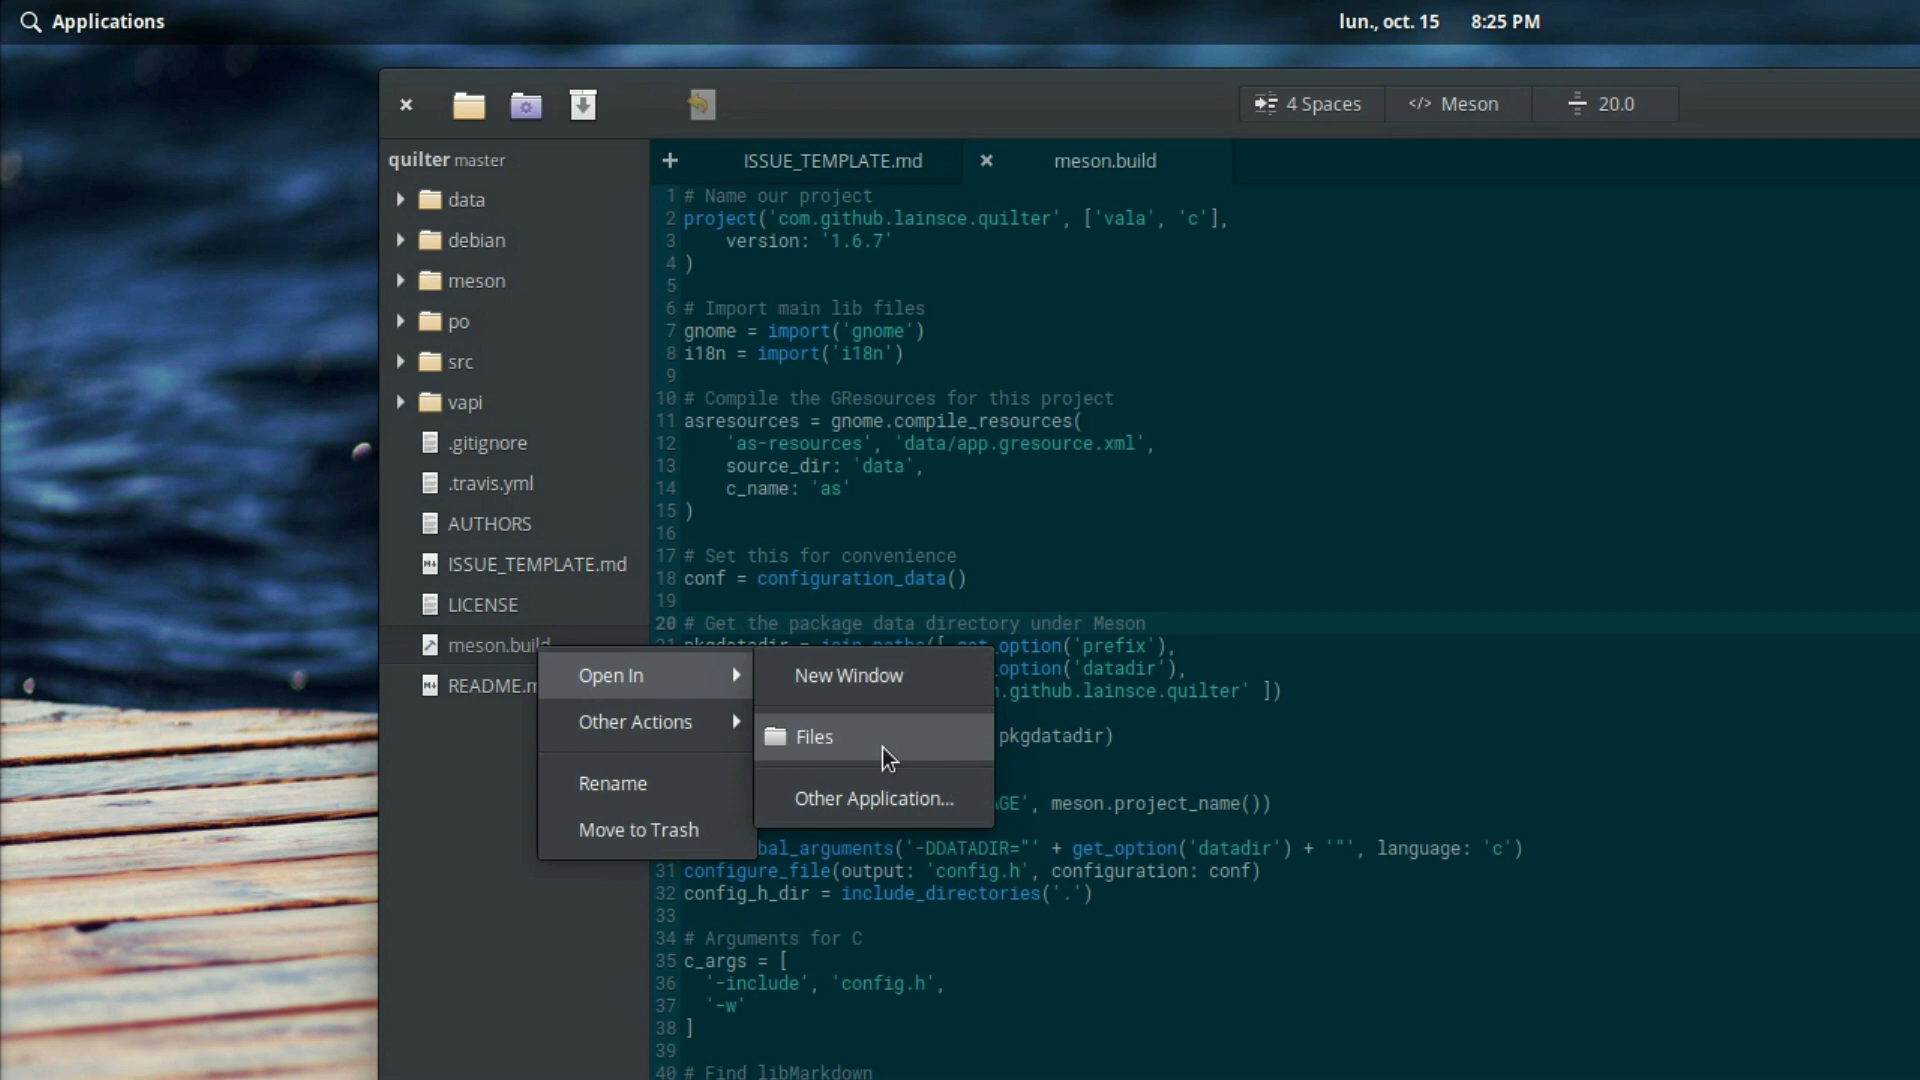 Applications
lun., oct. 15 8:25 PM
4 Spaces
</> Meson
20.0
quilter master
data
debian
meson
po
src
vapi
.gitignore
.travis.yml
AUTHORS
ISSUE_TEMPLATE.md
LICENSE
meson.build
ISSUE_TEMPLATE.md
meson.build
1 # Name our project
2 project('com.github.lainsce.quilter', ['vala', 'c'],
3 version: '1.6.7'
4 )
5
6 # Import main lib files
7 gnome = import('gnome')
8 i18n = import('i18n')
9
10 # Compile the GResources for this project
11 asresources = gnome.compile_resources(
12 'as-resources', 'data/app.gresource.xml',
13 source_dir: 'data',
14 c_name: 'as'
15 )
16
17 # Set this for convenience
18 conf = configuration_data()
19
20 # Get the package data directory under Meson
_option('prefix'),
_option('datadir'),
.github.lainsce.quilter' ])
pkgdatadir)
meson.project_name())
_arguments('-DDATADIR="' + get_option('datadir') + '"', language: 'c')
31 configure_file(output: 'config.h', configuration: conf)
32 config_h_dir = include_directories('.')
33
34 # Arguments for C
35 c_args = [
36 '-include', 'config.h',
37 '-w'
38 ]
39
40 # Find libMarkdown
Open In
Other Actions
Rename
Move to Trash
New Window
Files
Other Application...